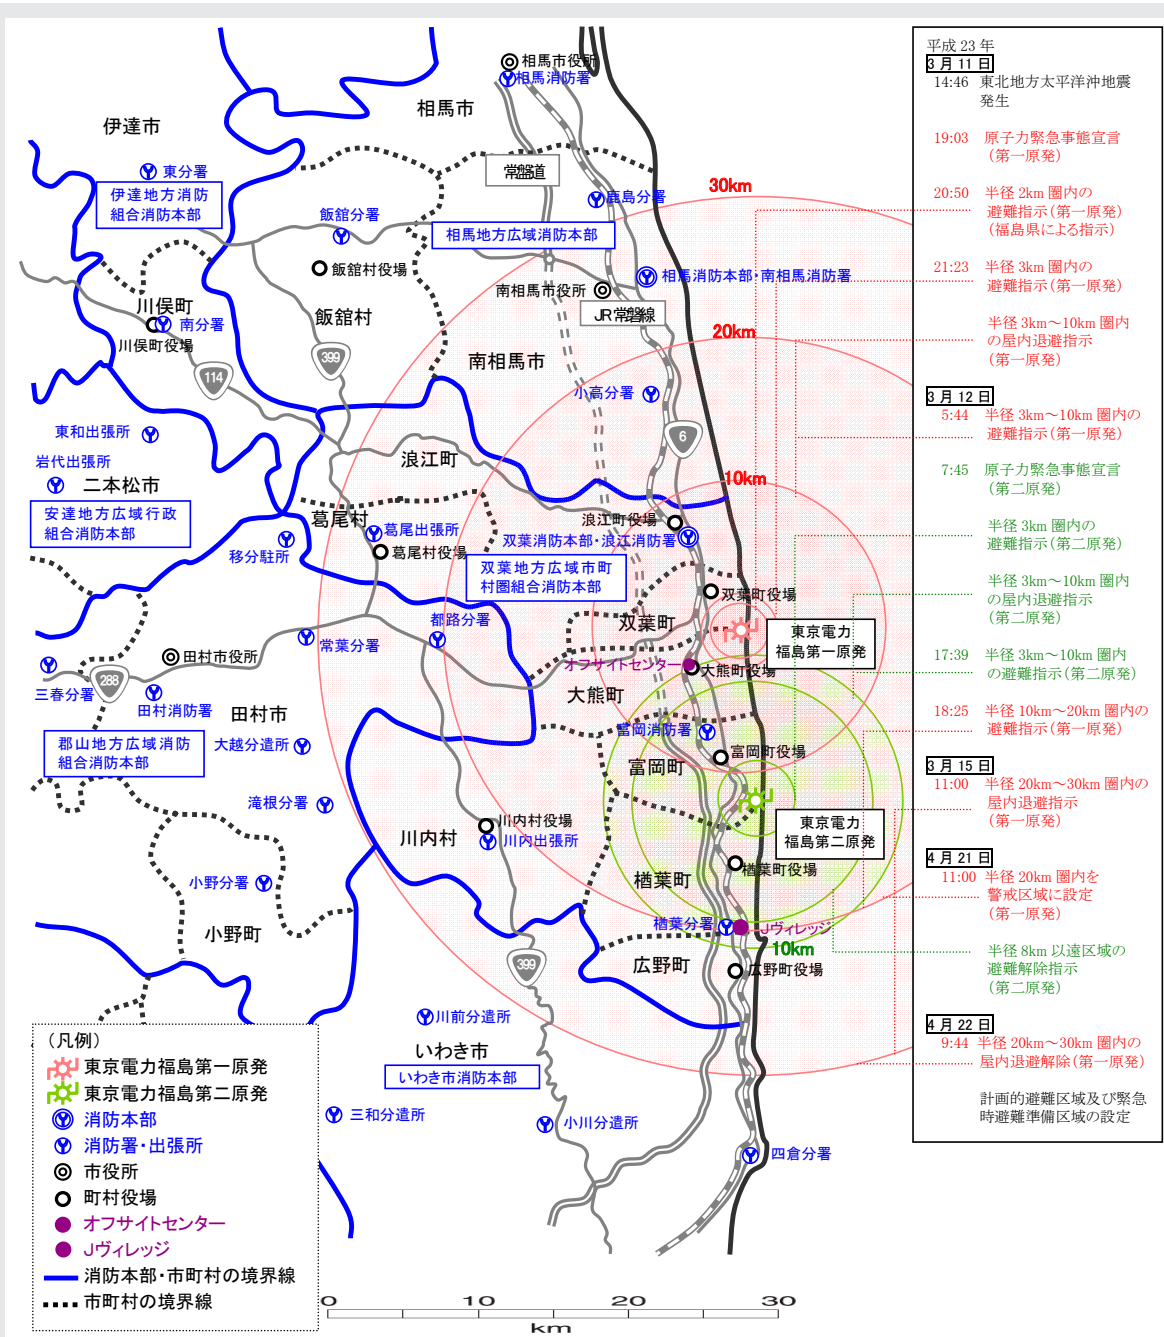 相馬市役所
相馬消防署
相馬市
伊達市
東分署
伊達地方消防
組合消防本部
常磐道
30km
鹿島分署
飯舘分署
相馬地方広域消防本部
飯舘村役場
相馬消防本部・南相馬消防署
南相馬市役所
JR常磐線
川俣町
南分署
川俣町役場
飯舘村
399
114
20km
南相馬市
小高分署
6
東和出張所
岩代出張所
二本松市
安達地方広域行政
組合消防本部
浪江町
10km
葛尾村
葛尾出張所
葛尾村役場
移分駐所
浪江町役場
双葉消防本部・浪江消防署
双葉地方広域市町
村圏組合消防本部
双葉町役場
双葉町
都路分署
常葉分署
東京電力
福島第一原発
オフサイトセンター
大熊町役場
大熊町
田村市役所
288
三春分署
田村消防署
田村市
郡山地方広域消防
組合消防本部
大越分遣所
富岡消防署
富岡町役場
富岡町
滝根分署
川内村役場
川内出張所
川内村
東京電力
福島第二原発
楢葉町役場
楢葉町
小野分署
小野町
楢葉分署
Jヴィレッジ
10km
広野町
広野町役場
399
川前分遣所
いわき市
いわき市消防本部
三和分遣所
小川分遣所
四倉分署
(凡例)
東京電力福島第一原発
東京電力福島第二原発
消防本部
消防署・出張所
市役所
町村役場
オフサイトセンター
Jヴィレッジ
消防本部・市町村の境界線
市町村の境界線
0 10 20 30
km
平成 23 年
3 月 11 日
14:46 東北地方太平洋沖地震
発生
19:03 原子力緊急事態宣言
(第一原発)
20:50 半径 2km 圏内の
避難指示(第一原発)
(福島県による指示)
21:23 半径 3km 圏内の
避難指示(第一原発)
半径 3km～10km 圏内
の屋内退避指示
(第一原発)
3 月 12 日
5:44 半径 3km～10km 圏内の
避難指示(第一原発)
7:45 原子力緊急事態宣言
(第二原発)
半径 3km 圏内の
避難指示(第二原発)
半径 3km～10km 圏内
の屋内退避指示
(第二原発)
17:39 半径 3km～10km 圏内
の避難指示(第二原発)
18:25 半径 10km～20km 圏内の
避難指示(第一原発)
3 月 15 日
11:00 半径 20km～30km 圏内の
屋内退避指示
(第一原発)
4 月 21 日
11:00 半径 20km 圏内を
警戒区域に設定
(第一原発)
半径 8km 以遠区域の
避難解除指示
(第二原発)
4 月 22 日
9:44 半径 20km～30km 圏内の
屋内退避解除(第一原発)
計画的避難区域及び緊急
時避難準備区域の設定